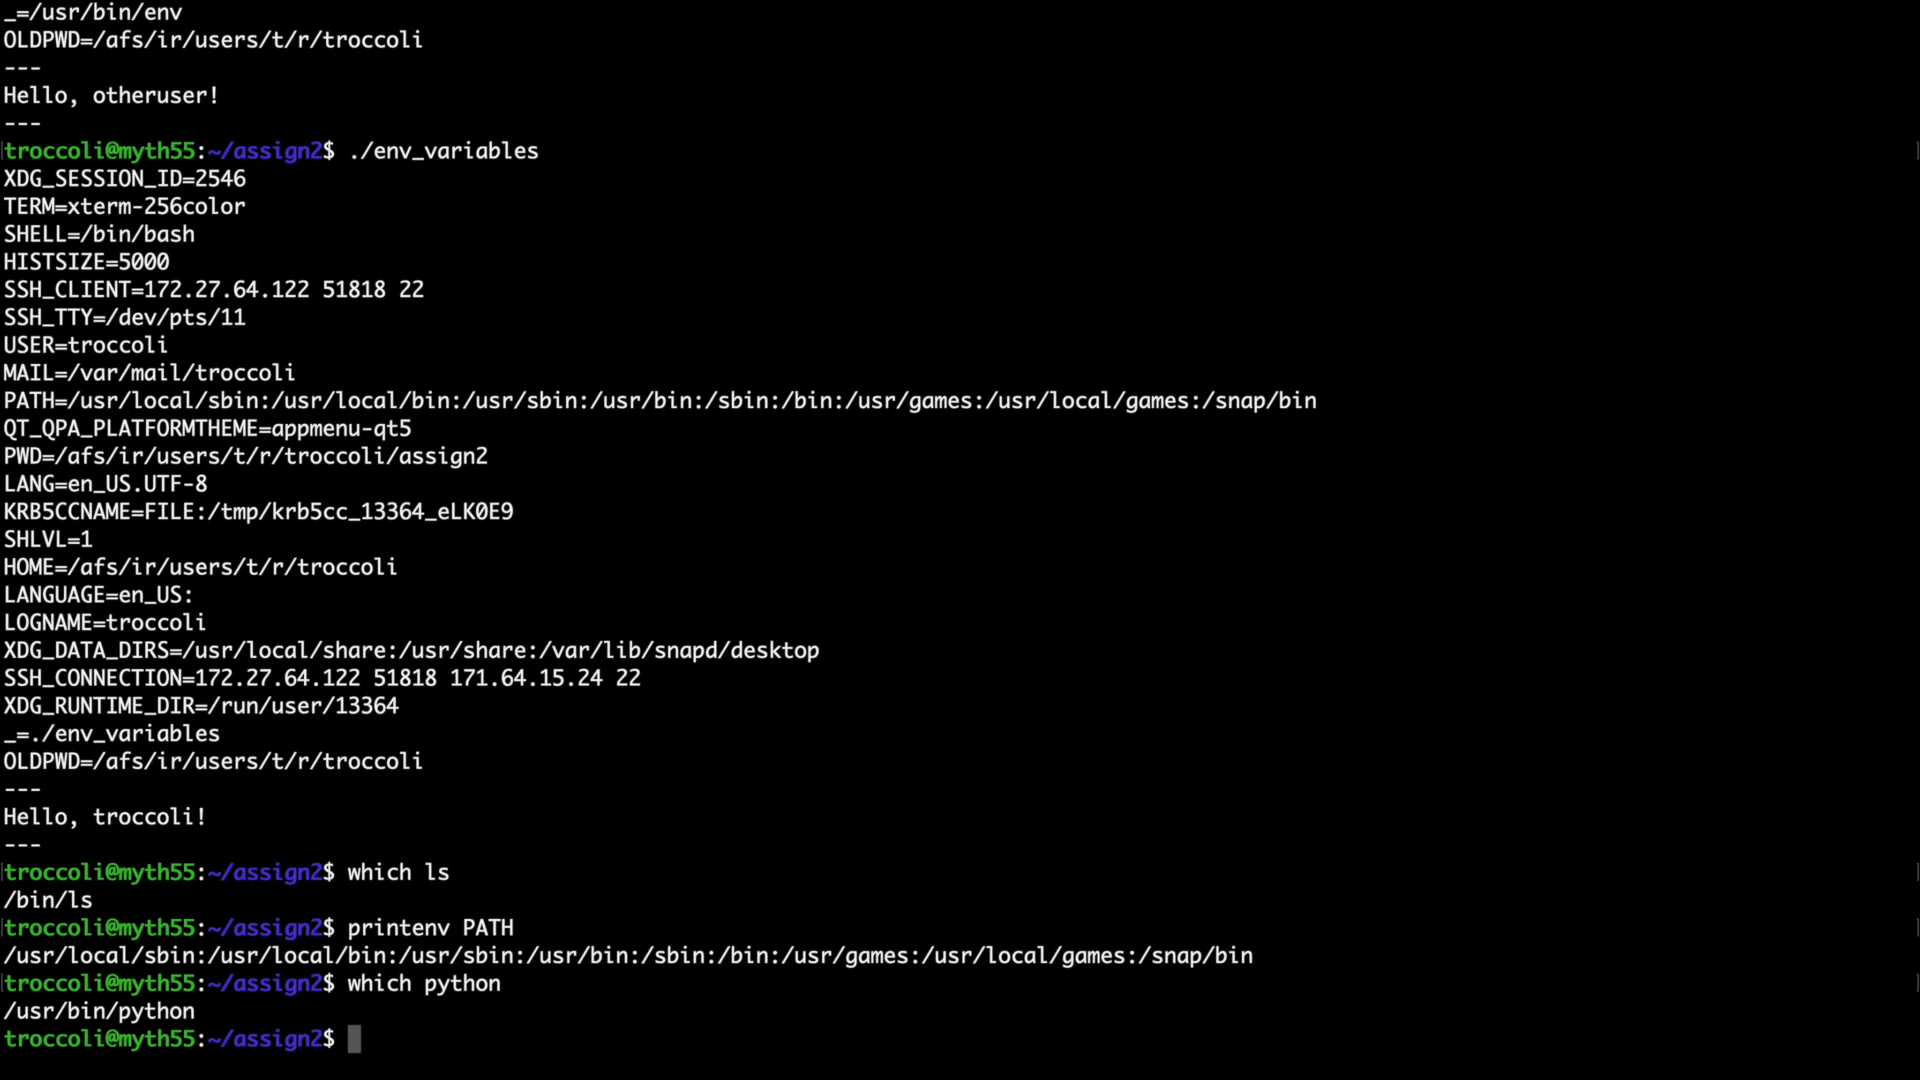 _=/usr/bin/env
OLDPWD=/afs/ir/users/t/r/troccoli
---
Hello, otheruser!
---
troccoli@myth55:~/assign2$ ./env_variables
XDG_SESSION_ID=2546
TERM=xterm-256color
SHELL=/bin/bash
HISTSIZE=5000
SSH_CLIENT=172.27.64.122 51818 22
SSH_TTY=/dev/pts/11
USER=troccoli
MAIL=/var/mail/troccoli
PATH=/usr/local/sbin:/usr/local/bin:/usr/sbin:/usr/bin:/sbin:/bin:/usr/games:/usr/local/games:/snap/bin
QT_QPA_PLATFORMTHEME=appmenu-qt5
PWD=/afs/ir/users/t/r/troccoli/assign2
LANG=en_US.UTF-8
KRB5CCNAME=FILE:/tmp/krb5cc_13364_eLK0E9
SHLVL=1
HOME=/afs/ir/users/t/r/troccoli
LANGUAGE=en_US:
LOGNAME=troccoli
XDG_DATA_DIRS=/usr/local/share:/usr/share:/var/lib/snapd/desktop
SSH_CONNECTION=172.27.64.122 51818 171.64.15.24 22
XDG_RUNTIME_DIR=/run/user/13364
_=./env_variables
OLDPWD=/afs/ir/users/t/r/troccoli
---
Hello, troccoli!
---
troccoli@myth55:~/assign2$ which ls
/bin/ls
troccoli@myth55:~/assign2$ printenv PATH
/usr/local/sbin:/usr/local/bin:/usr/sbin:/usr/bin:/sbin:/bin:/usr/games:/usr/local/games:/snap/bin
troccoli@myth55:~/assign2$ which python
/usr/bin/python
troccoli@myth55:~/assign2$